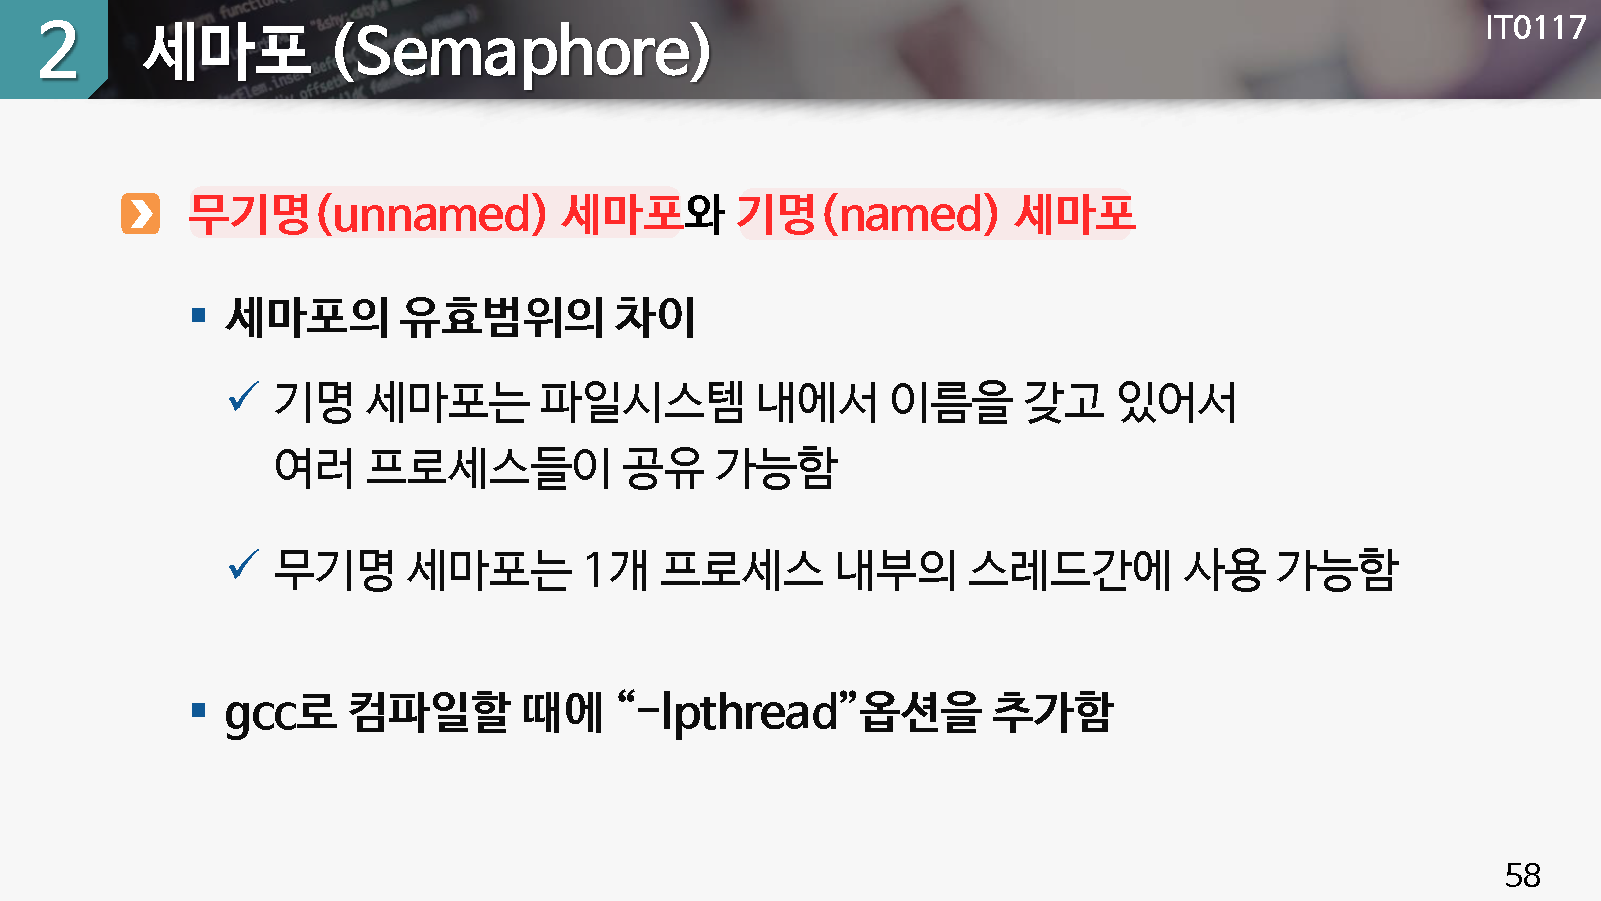 2
세마포 (Semaphore)
IT0117
무기명(unnamed) 세마포와 기명(named) 세마포
세마포의 유효범위의 차이
기명 세마포는 파일시스템 내에서 이름을 갖고 있어서
여러 프로세스들이 공유 가능함
무기명 세마포는 1개 프로세스 내부의 스레드간에 사용 가능함
gcc로 컴파일할 때에 “-lpthread”옵션을 추가함
58